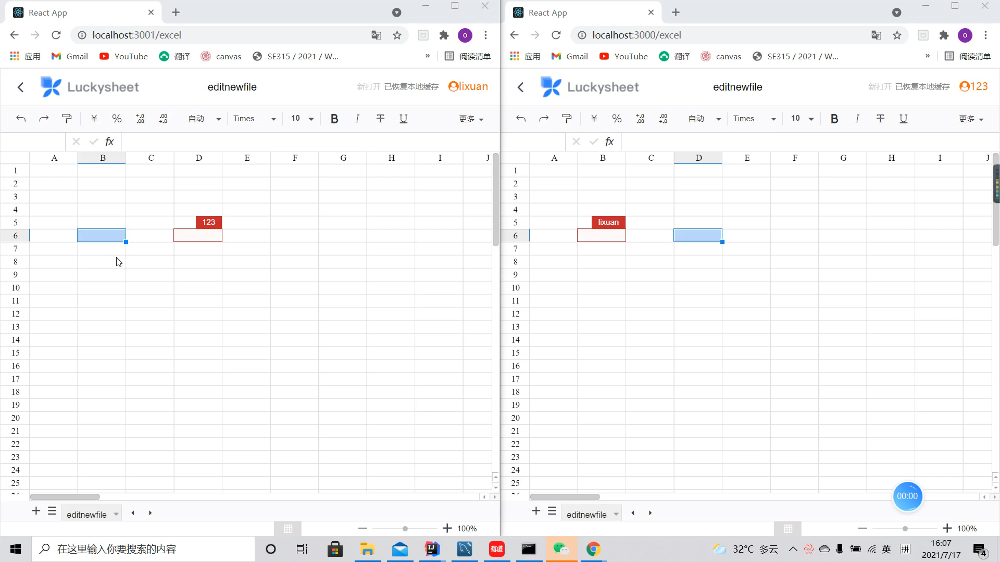 React App
localhost:3001/excel
应用 Gmail YouTube 翻译 canvas SE315 / 2021 / W... » 阅读清单
Luckysheet editnewfile 新打开 已恢复本地缓存 lixuan
¥ % .0 .00 .00 .0 自动 Times ... 10 B I T U 更多
fx
A B C D E F G H I J
1
2
3
4
5 123
6
7
8
9
10
11
12
13
14
15
16
17
18
19
20
21
22
23
24
25
editnewfile
100%
React App
localhost:3000/excel
应用 Gmail YouTube 翻译 canvas SE315 / 2021 / W... » 阅读清单
Luckysheet editnewfile 新打开 已恢复本地缓存 123
¥ % .0 .00 .00 .0 自动 Times ... 10 B I T U 更多
fx
A B C D E F G H I J
1
2
3
4
5 lixuan
6
7
8
9
10
11
12
13
14
15
16
17
18
19
20
21
22
23
24
25
00:00
editnewfile
100%
在这里输入你要搜索的内容 有道 32°C 多云 英 拼 16:07
2021/7/17 4